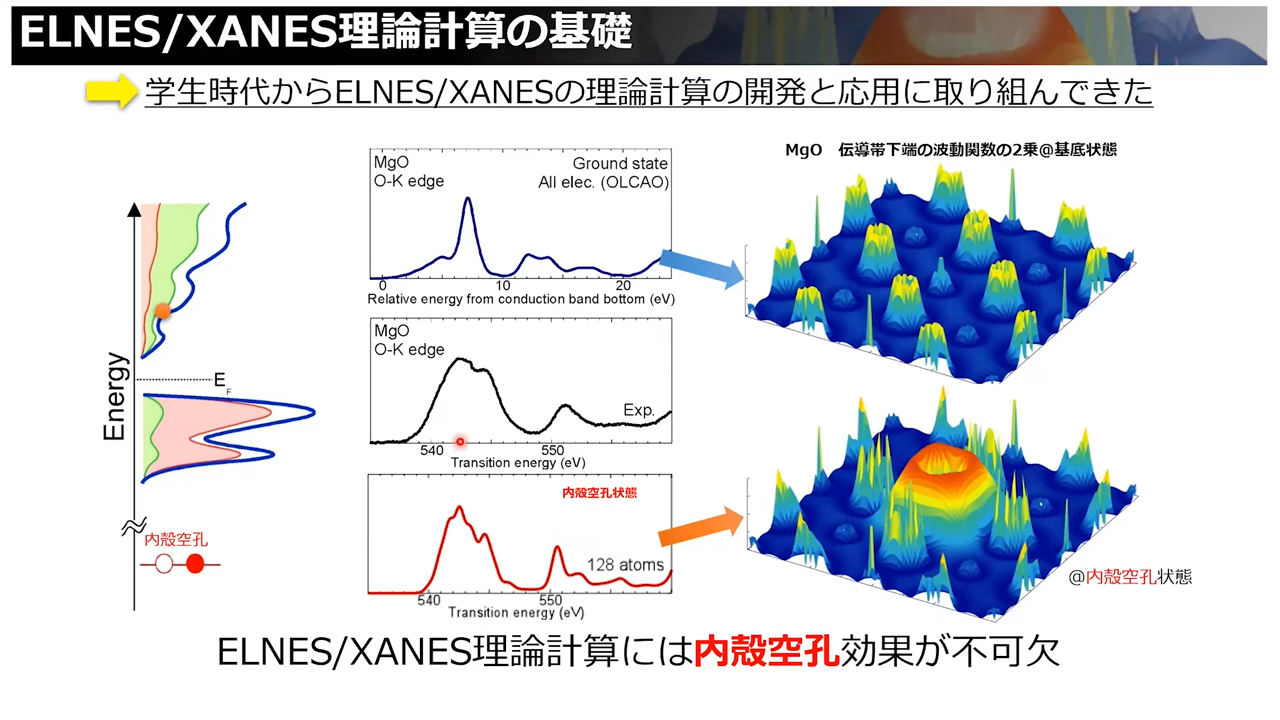 ELNES/XANES理論計算の基礎
学生時代からELNES/XANESの理論計算の開発と応用に取り組んできた
Energy
E
F
内殻空孔
MgO
O-K edge
Ground state
All elec. (OLCAO)
0
10
20
Relative energy from conduction band bottom (eV)
MgO
O-K edge
Exp.
540
550
Transition energy (eV)
内殻空孔状態
128 atoms
540
550
Transition energy (eV)
MgO 伝導帯下端の波動関数の2乗@基底状態
@内殻空孔状態
ELNES/XANES理論計算には内殻空孔効果が不可欠